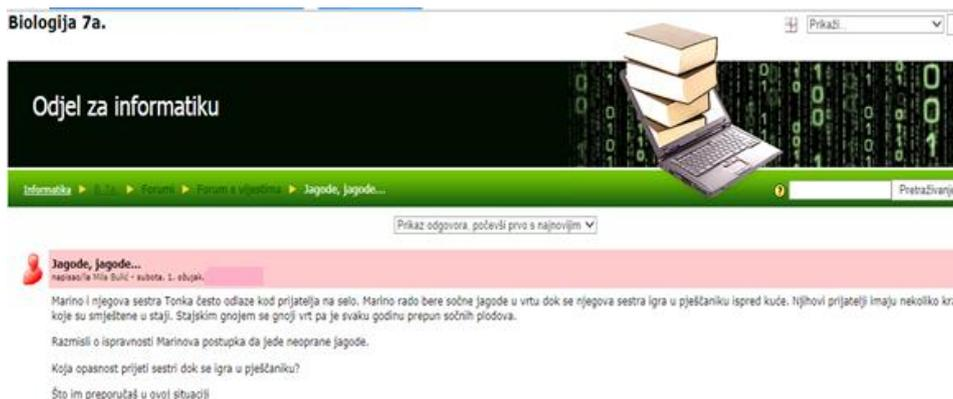 Biologija 7a.
Prikaži...
Odjel za informatiku
Informatika ► B 7a. ► Forumi ► Forum s vijestima ► Jagode, jagode...
Pretraživanje
Prikaz odgovora, počevši prvo s najnovijim
Jagode, jagode...
napisao/la Mila Bulić - subota, 1. ožujak,
Marino i njegova sestra Tonka često odlaze kod prijatelja na selo. Marino rado bere sočne jagode u vrtu dok se njegova sestra igra u pješčaniku ispred kuće. Njihovi prijatelji imaju nekoliko kra
koje su smještene u staji. Stajskim gnojem se gnoji vrt pa je svaku godinu prepun sočnih plodova.
Razmisli o ispravnosti Marinova postupka da jede neoprane jagode.
Koja opasnost prijeti sestri dok se igra u pješčaniku?
Što im preporučaš u ovoj situaciji